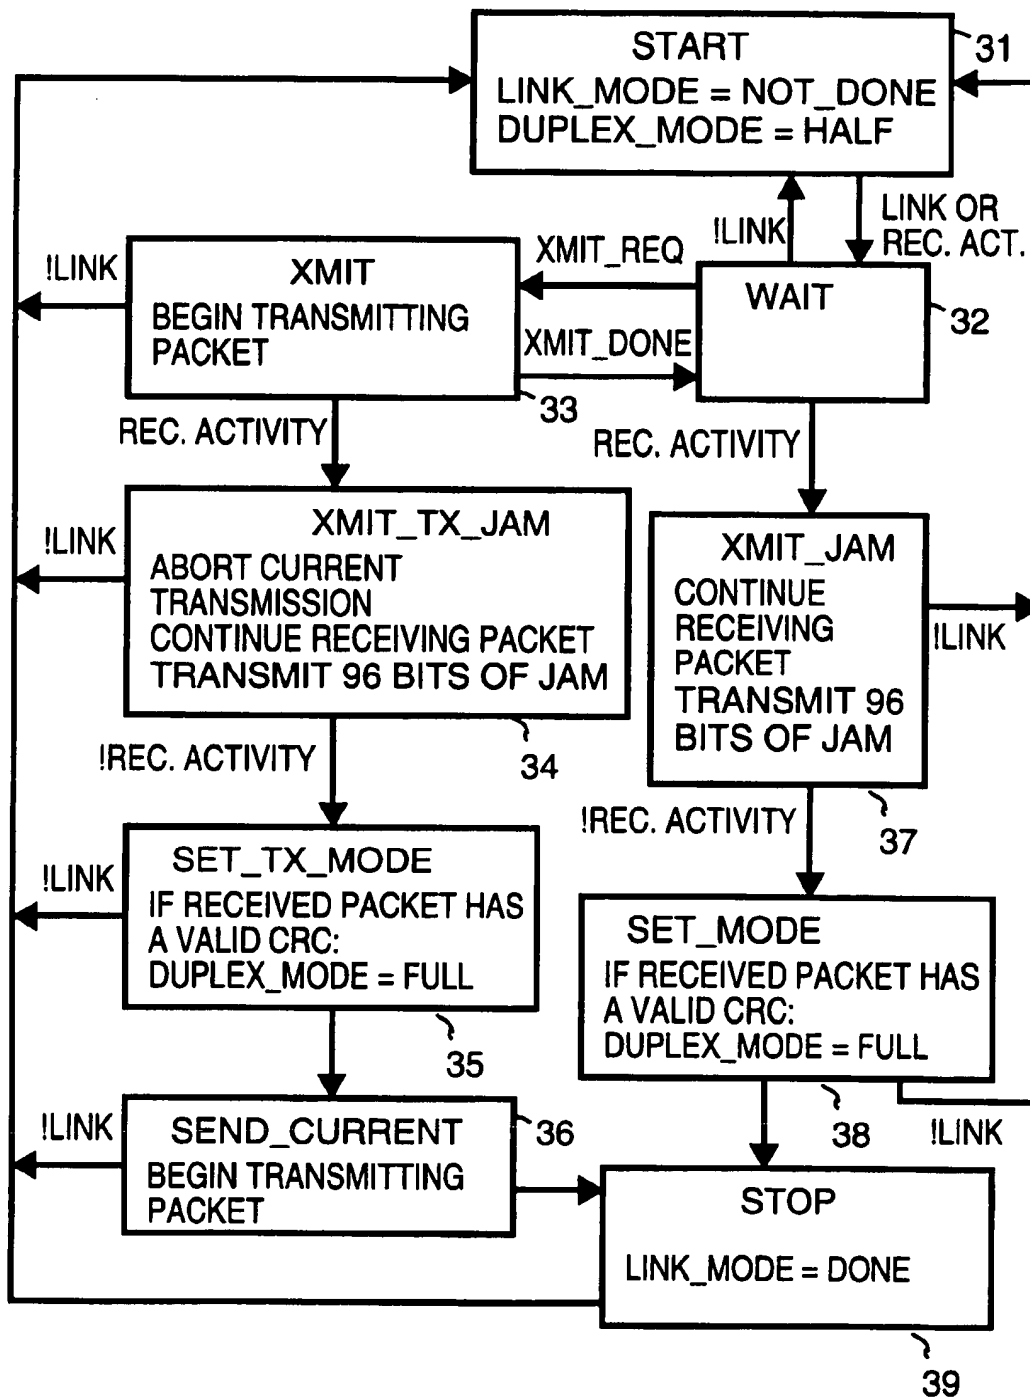 START
31
LINK_MODE = NOT_DONE
DUPLEX_MODE = HALF
!LINK
LINK OR
REC. ACT.
!LINK
XMIT
BEGIN TRANSMITTING
PACKET
33
XMIT_REQ
XMIT_DONE
WAIT
32
REC. ACTIVITY
REC. ACTIVITY
!LINK
XMIT_TX_JAM
ABORT CURRENT
TRANSMISSION
CONTINUE RECEIVING PACKET
TRANSMIT 96 BITS OF JAM
34
XMIT_JAM
CONTINUE
RECEIVING
PACKET
TRANSMIT 96
BITS OF JAM
37
!LINK
!REC. ACTIVITY
!REC. ACTIVITY
!LINK
SET_TX_MODE
IF RECEIVED PACKET HAS
A VALID CRC:
DUPLEX_MODE = FULL
35
SET_MODE
IF RECEIVED PACKET HAS
A VALID CRC:
DUPLEX_MODE = FULL
38
!LINK
!LINK
SEND_CURRENT
36
BEGIN TRANSMITTING
PACKET
STOP
LINK_MODE = DONE
39